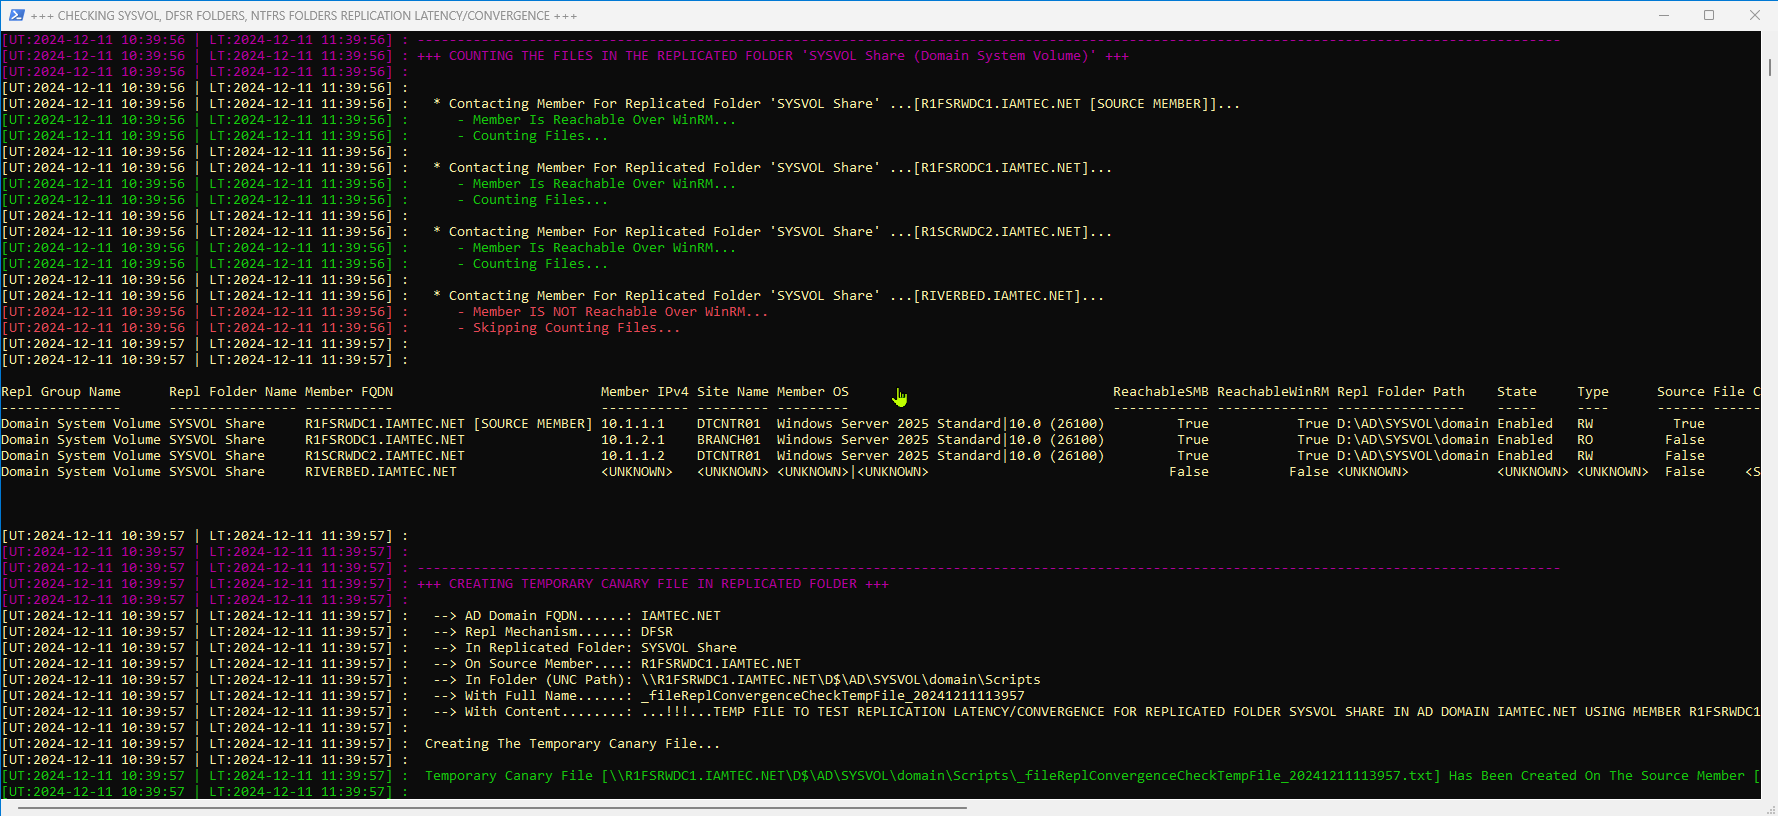 +++ CHECKING SYSVOL, DFSR FOLDERS, NTFRS FOLDERS REPLICATION LATENCY/CONVERGENCE +++
[UT:2024-12-11 10:39:56 | LT:2024-12-11 11:39:56] : -----------------------------------------------------------------------------------------------------------------------------------------------
[UT:2024-12-11 10:39:56 | LT:2024-12-11 11:39:56] : +++ COUNTING THE FILES IN THE REPLICATED FOLDER 'SYSVOL Share (Domain System Volume)' +++
[UT:2024-12-11 10:39:56 | LT:2024-12-11 11:39:56] :
[UT:2024-12-11 10:39:56 | LT:2024-12-11 11:39:56] :
[UT:2024-12-11 10:39:56 | LT:2024-12-11 11:39:56] :   * Contacting Member For Replicated Folder 'SYSVOL Share' ...[R1FSRWDC1.IAMTEC.NET [SOURCE MEMBER]]...
[UT:2024-12-11 10:39:56 | LT:2024-12-11 11:39:56] :      - Member Is Reachable Over WinRM...
[UT:2024-12-11 10:39:56 | LT:2024-12-11 11:39:56] :      - Counting Files...
[UT:2024-12-11 10:39:56 | LT:2024-12-11 11:39:56] :
[UT:2024-12-11 10:39:56 | LT:2024-12-11 11:39:56] :   * Contacting Member For Replicated Folder 'SYSVOL Share' ...[R1FSRODC1.IAMTEC.NET]...
[UT:2024-12-11 10:39:56 | LT:2024-12-11 11:39:56] :      - Member Is Reachable Over WinRM...
[UT:2024-12-11 10:39:56 | LT:2024-12-11 11:39:56] :      - Counting Files...
[UT:2024-12-11 10:39:56 | LT:2024-12-11 11:39:56] :
[UT:2024-12-11 10:39:56 | LT:2024-12-11 11:39:56] :   * Contacting Member For Replicated Folder 'SYSVOL Share' ...[R1SCRWDC2.IAMTEC.NET]...
[UT:2024-12-11 10:39:56 | LT:2024-12-11 11:39:56] :      - Member Is Reachable Over WinRM...
[UT:2024-12-11 10:39:56 | LT:2024-12-11 11:39:56] :      - Counting Files...
[UT:2024-12-11 10:39:56 | LT:2024-12-11 11:39:56] :
[UT:2024-12-11 10:39:56 | LT:2024-12-11 11:39:56] :   * Contacting Member For Replicated Folder 'SYSVOL Share' ...[RIVERBED.IAMTEC.NET]...
[UT:2024-12-11 10:39:56 | LT:2024-12-11 11:39:56] :      - Member IS NOT Reachable Over WinRM...
[UT:2024-12-11 10:39:56 | LT:2024-12-11 11:39:56] :      - Skipping Counting Files...
[UT:2024-12-11 10:39:57 | LT:2024-12-11 11:39:57] :
[UT:2024-12-11 10:39:57 | LT:2024-12-11 11:39:57] :
Repl Group Name      Repl Folder Name Member FQDN                          Member IPv4 Site Name Member OS                                 ReachableSMB ReachableWinRM Repl Folder Path    State     Type      Source File C
---------------      ---------------- -----------                          ----------- --------- ---------                                 ------------ -------------- ----------------    -----     ----      ------ ------
Domain System Volume SYSVOL Share     R1FSRWDC1.IAMTEC.NET [SOURCE MEMBER] 10.1.1.1    DTCNTR01  Windows Server 2025 Standard|10.0 (26100)         True           True D:\AD\SYSVOL\domain Enabled   RW          True
Domain System Volume SYSVOL Share     R1FSRODC1.IAMTEC.NET                 10.1.2.1    BRANCH01  Windows Server 2025 Standard|10.0 (26100)         True           True D:\AD\SYSVOL\domain Enabled   RO         False
Domain System Volume SYSVOL Share     R1SCRWDC2.IAMTEC.NET                 10.1.1.2    DTCNTR01  Windows Server 2025 Standard|10.0 (26100)         True           True D:\AD\SYSVOL\domain Enabled   RW         False
Domain System Volume SYSVOL Share     RIVERBED.IAMTEC.NET                  <UNKNOWN>   <UNKNOWN> <UNKNOWN>|<UNKNOWN>                              False          False <UNKNOWN>           <UNKNOWN> <UNKNOWN>  False     <S
[UT:2024-12-11 10:39:57 | LT:2024-12-11 11:39:57] :
[UT:2024-12-11 10:39:57 | LT:2024-12-11 11:39:57] :
[UT:2024-12-11 10:39:57 | LT:2024-12-11 11:39:57] : -----------------------------------------------------------------------------------------------------------------------------------------------
[UT:2024-12-11 10:39:57 | LT:2024-12-11 11:39:57] : +++ CREATING TEMPORARY CANARY FILE IN REPLICATED FOLDER +++
[UT:2024-12-11 10:39:57 | LT:2024-12-11 11:39:57] :
[UT:2024-12-11 10:39:57 | LT:2024-12-11 11:39:57] :   --> AD Domain FQDN......: IAMTEC.NET
[UT:2024-12-11 10:39:57 | LT:2024-12-11 11:39:57] :   --> Repl Mechanism......: DFSR
[UT:2024-12-11 10:39:57 | LT:2024-12-11 11:39:57] :   --> In Replicated Folder: SYSVOL Share
[UT:2024-12-11 10:39:57 | LT:2024-12-11 11:39:57] :   --> On Source Member....: R1FSRWDC1.IAMTEC.NET
[UT:2024-12-11 10:39:57 | LT:2024-12-11 11:39:57] :   --> In Folder (UNC Path): \\R1FSRWDC1.IAMTEC.NET\D$\AD\SYSVOL\domain\Scripts
[UT:2024-12-11 10:39:57 | LT:2024-12-11 11:39:57] :   --> With Full Name......: _fileReplConvergenceCheckTempFile_20241211113957
[UT:2024-12-11 10:39:57 | LT:2024-12-11 11:39:57] :   --> With Content........: ...!!!...TEMP FILE TO TEST REPLICATION LATENCY/CONVERGENCE FOR REPLICATED FOLDER SYSVOL SHARE IN AD DOMAIN IAMTEC.NET USING MEMBER R1FSRWDC1
[UT:2024-12-11 10:39:57 | LT:2024-12-11 11:39:57] :
[UT:2024-12-11 10:39:57 | LT:2024-12-11 11:39:57] :  Creating The Temporary Canary File...
[UT:2024-12-11 10:39:57 | LT:2024-12-11 11:39:57] :
[UT:2024-12-11 10:39:57 | LT:2024-12-11 11:39:57] :  Temporary Canary File [\\R1FSRWDC1.IAMTEC.NET\D$\AD\SYSVOL\domain\Scripts\_fileReplConvergenceCheckTempFile_20241211113957.txt] Has Been Created On The Source Member [
[UT:2024-12-11 10:39:57 | LT:2024-12-11 11:39:57] :